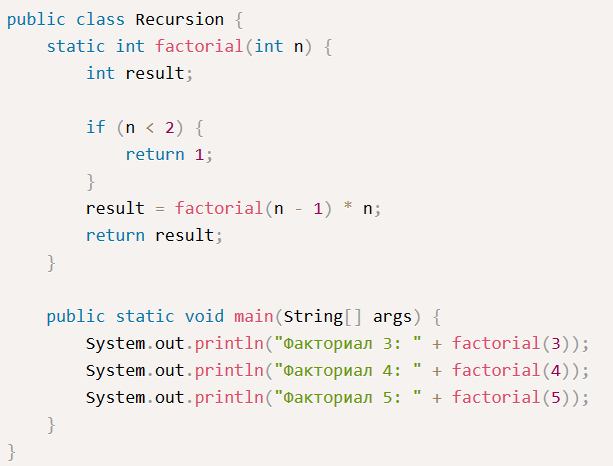 public class Recursion {
    static int factorial(int n) {
        int result;

        if (n < 2) {
            return 1;
        }
        result = factorial(n - 1) * n;
        return result;
    }

    public static void main(String[] args) {
        System.out.println("Факториал 3: " + factorial(3));
        System.out.println("Факториал 4: " + factorial(4));
        System.out.println("Факториал 5: " + factorial(5));
    }
}